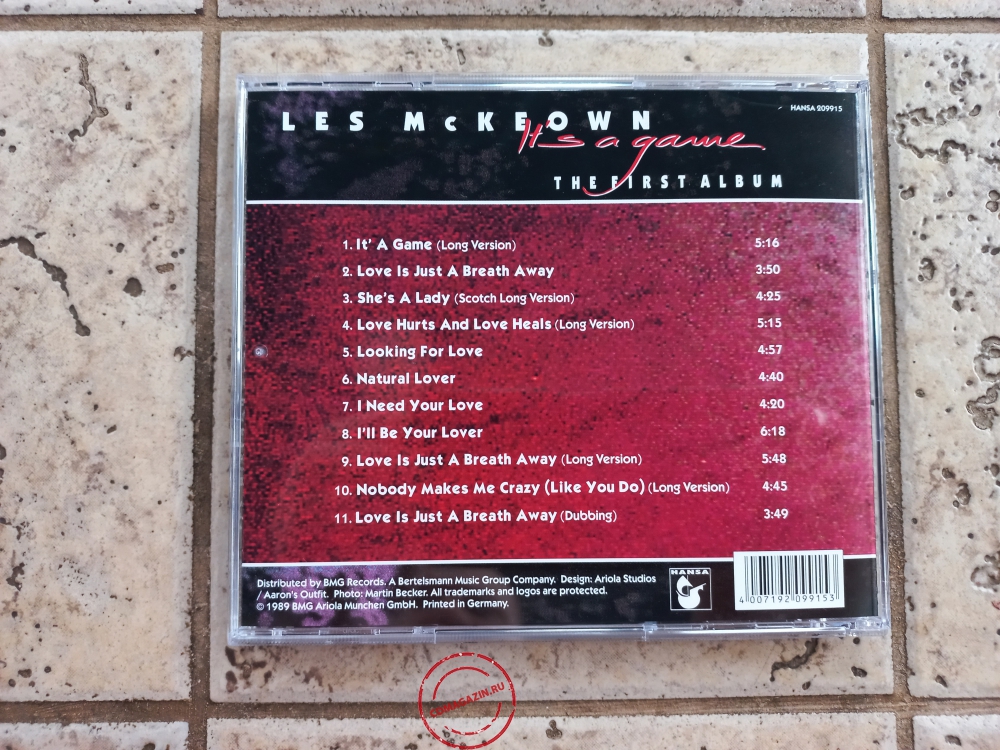 LES McKEOWN
HANSA 209915
It's a game.
THE FIRST ALBUM
1. It' A Game (Long Version) 5:16
2. Love Is Just A Breath Away 3:50
3. She's A Lady (Scotch Long Version) 4:25
4. Love Hurts And Love Heals (Long Version) 5:15
5. Looking For Love 4:57
6. Natural Lover 4:40
7. I Need Your Love 4:20
8. I'll Be Your Lover 6:18
9. Love Is Just A Breath Away (Long Version) 5:48
10. Nobody Makes Me Crazy (Like You Do) (Long Version) 4:45
11. Love Is Just A Breath Away (Dubbing) 3:49
Distributed by BMG Records. A Bertelsmann Music Group Company. Design: Ariola Studios
/ Aaron's Outfit. Photo: Martin Becker. All trademarks and logos are protected.
© 1989 BMG Ariola Munchen GmbH. Printed in Germany.
HANSA
4 007192 099153